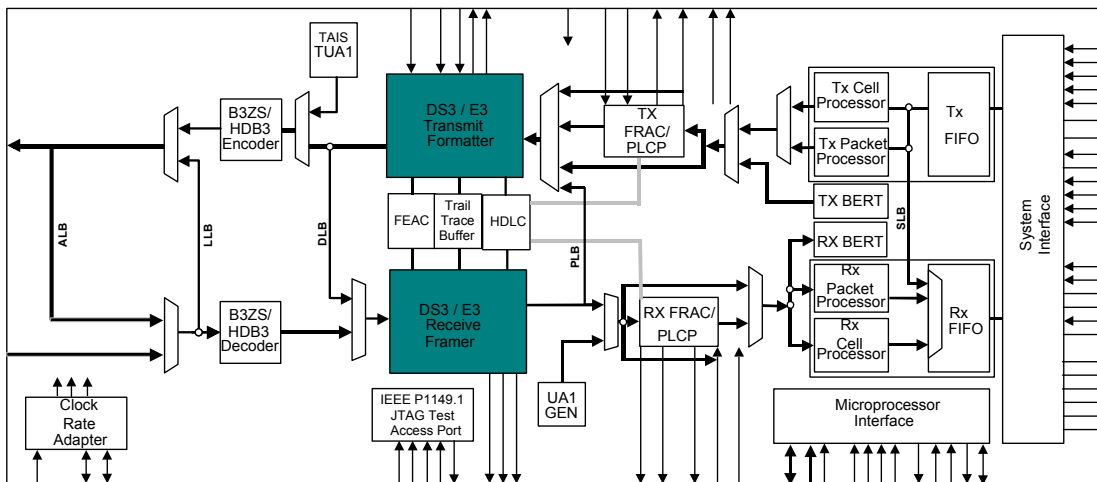 TAIS
TUA1
B3ZS/
HDB3
Encoder
DS3 / E3
Transmit
Formatter
TX
FRAC/
PLCP
Tx Cell
Processor
Tx Packet
Processor
Tx
FIFO
TX BERT
RX BERT
System
Interface
ALB
LLB
DLB
PLB
SLB
FEAC
Trail
Trace
Buffer
HDLC
B3ZS/
HDB3
Decoder
DS3 / E3
Receive
Framer
RX FRAC/
PLCP
Rx
Packet
Processor
Rx
Cell
Processor
Rx
FIFO
UA1
GEN
Clock
Rate
Adapter
IEEE P1149.1
JTAG Test
Access Port
Microprocessor
Interface